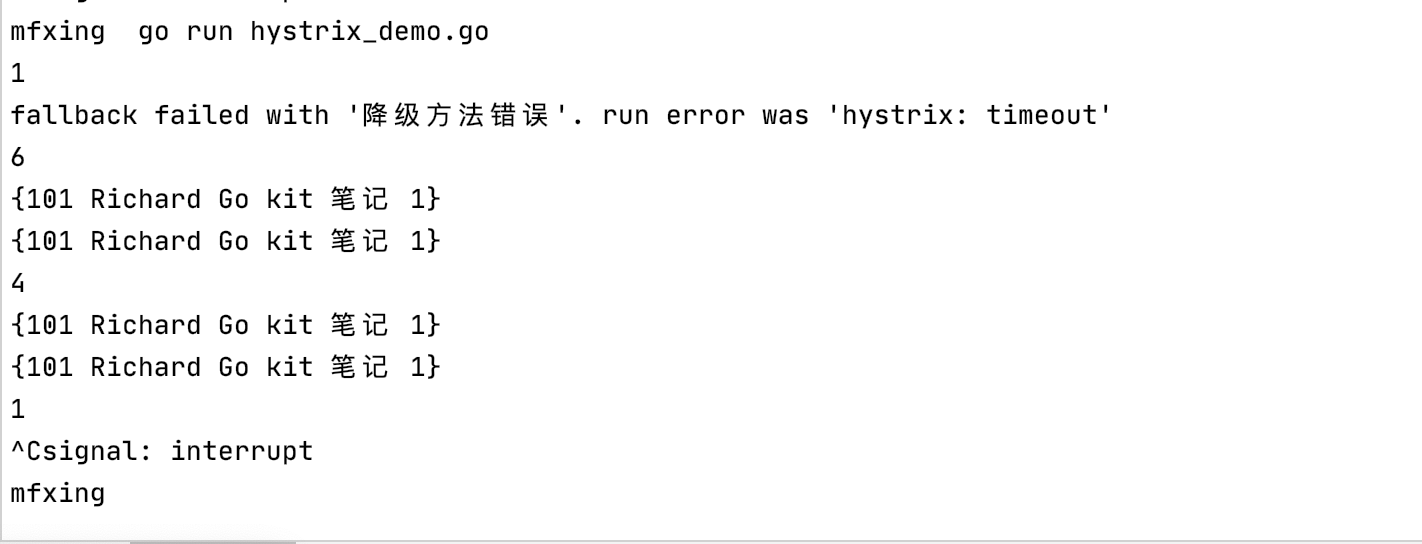 mfxing  go run hystrix_demo.go
1
fallback failed with '降级方法错误'. run error was 'hystrix: timeout'
6
{101 Richard Go kit 笔记 1}
{101 Richard Go kit 笔记 1}
4
{101 Richard Go kit 笔记 1}
{101 Richard Go kit 笔记 1}
1
^Csignal: interrupt
mfxing